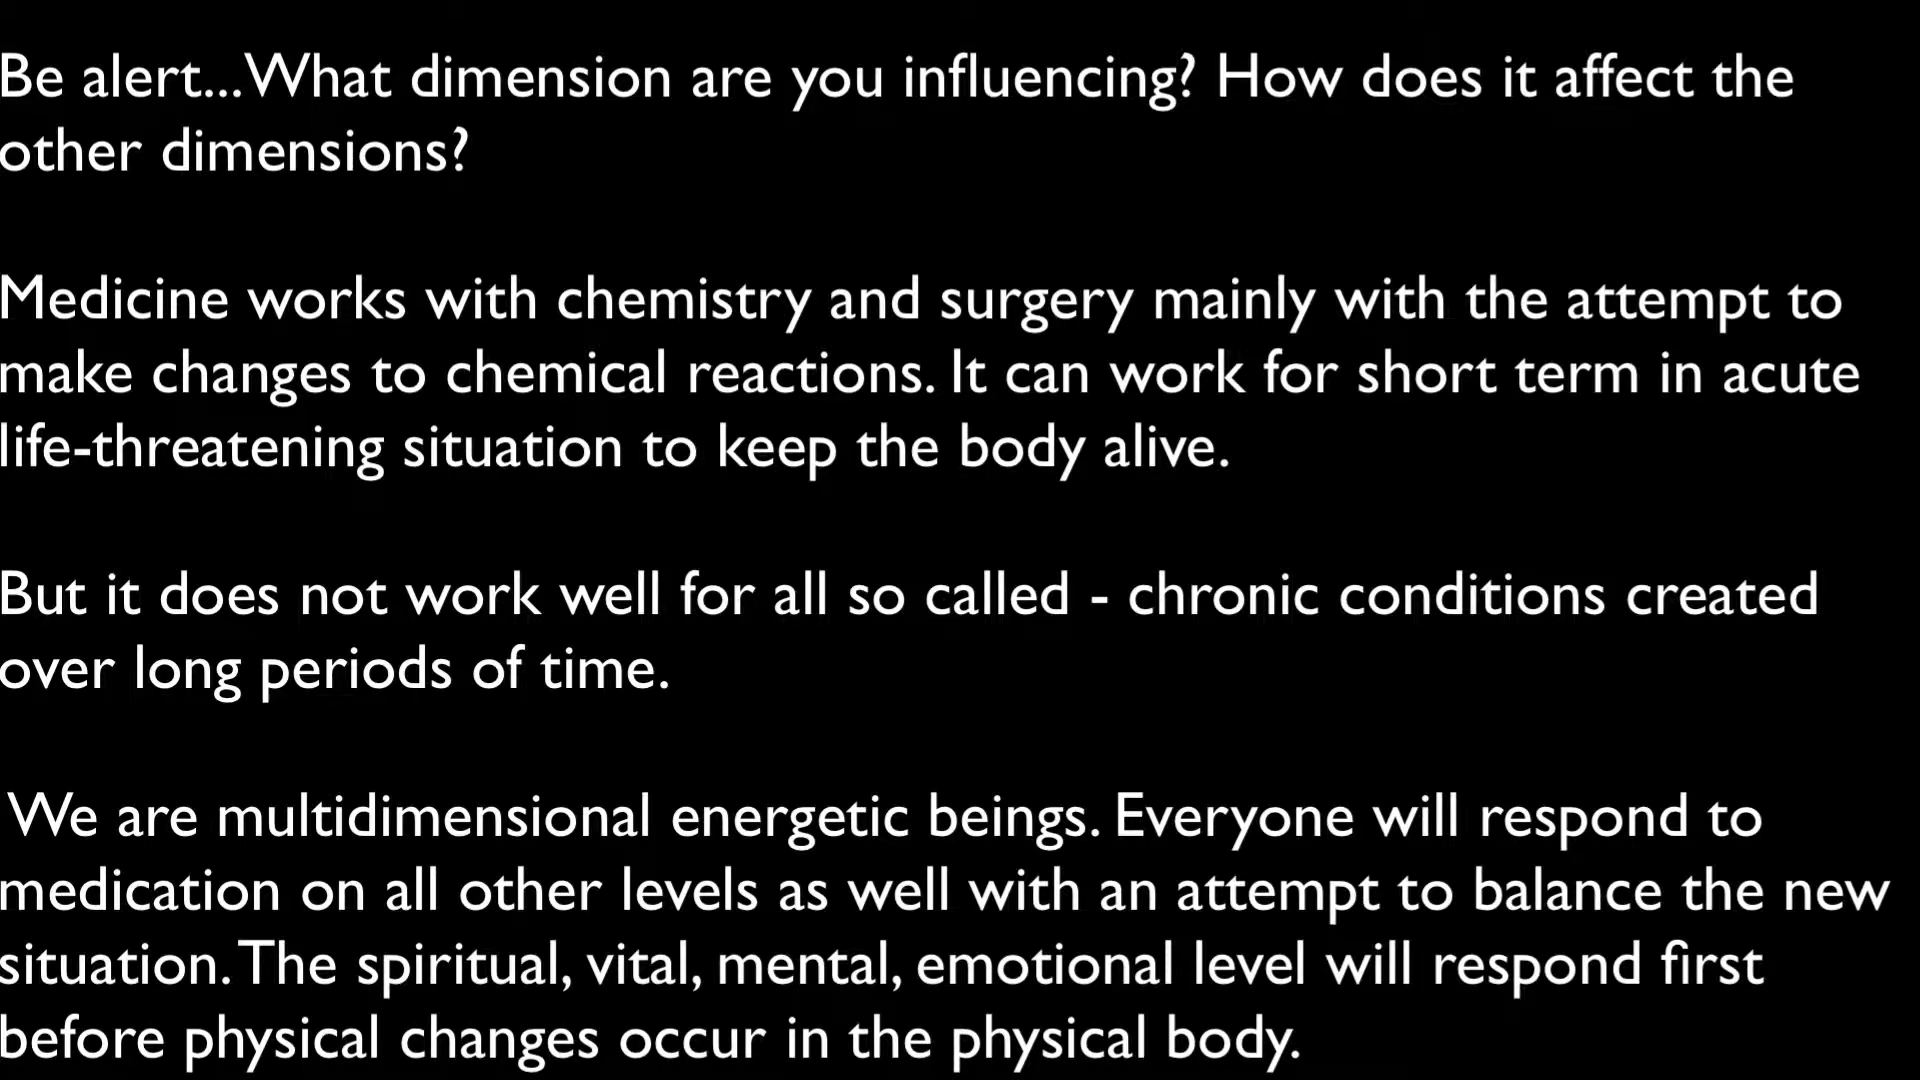 Be alert...What dimension are you influencing? How does it affect the
other dimensions?
Medicine works with chemistry and surgery mainly with the attempt to
make changes to chemical reactions. It can work for short term in acute
life-threatening situation to keep the body alive.
But it does not work well for all so called - chronic conditions created
over long periods of time.
We are multidimensional energetic beings. Everyone will respond to
medication on all other levels as well with an attempt to balance the new
situation. The spiritual, vital, mental, emotional level will respond first
before physical changes occur in the physical body.